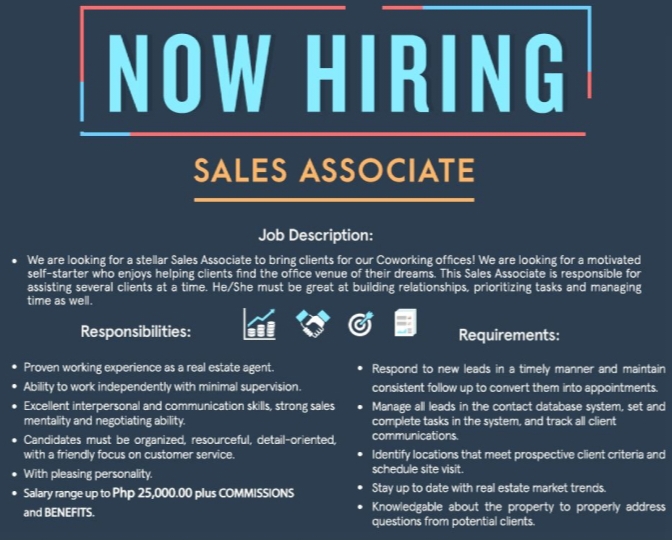 NOW HIRING
SALES ASSOCIATE
Job Description:
• We are looking for a stellar Sales Associate to bring clients for our Coworking offices! We are looking for a motivated
self-starter who enjoys helping clients find the office venue of their dreams. This Sales Associate is responsible for
assisting several clients at a time. He/She must be great at building relationships, prioritizing tasks and managing
time as well.
Responsibilities:
• Proven working experience as a real estate agent.
• Ability to work independently with minimal supervision.
• Excellent interpersonal and communication skills, strong sales
mentality and negotiating ability.
• Candidates must be organized, resourceful, detail-oriented,
with a friendly focus on customer service.
• With pleasing personality.
• Salary range up to Php 25,000.00 plus COMMISSIONS
and BENEFITS.
Requirements:
• Respond to new leads in a timely manner and maintain
consistent follow up to convert them into appointments.
• Manage all leads in the contact database system, set and
complete tasks in the system, and track all client
communications.
• Identify locations that meet prospective client criteria and
schedule site visit.
• Stay up to date with real estate market trends.
• Knowledgable about the property to properly address
questions from potential clients.